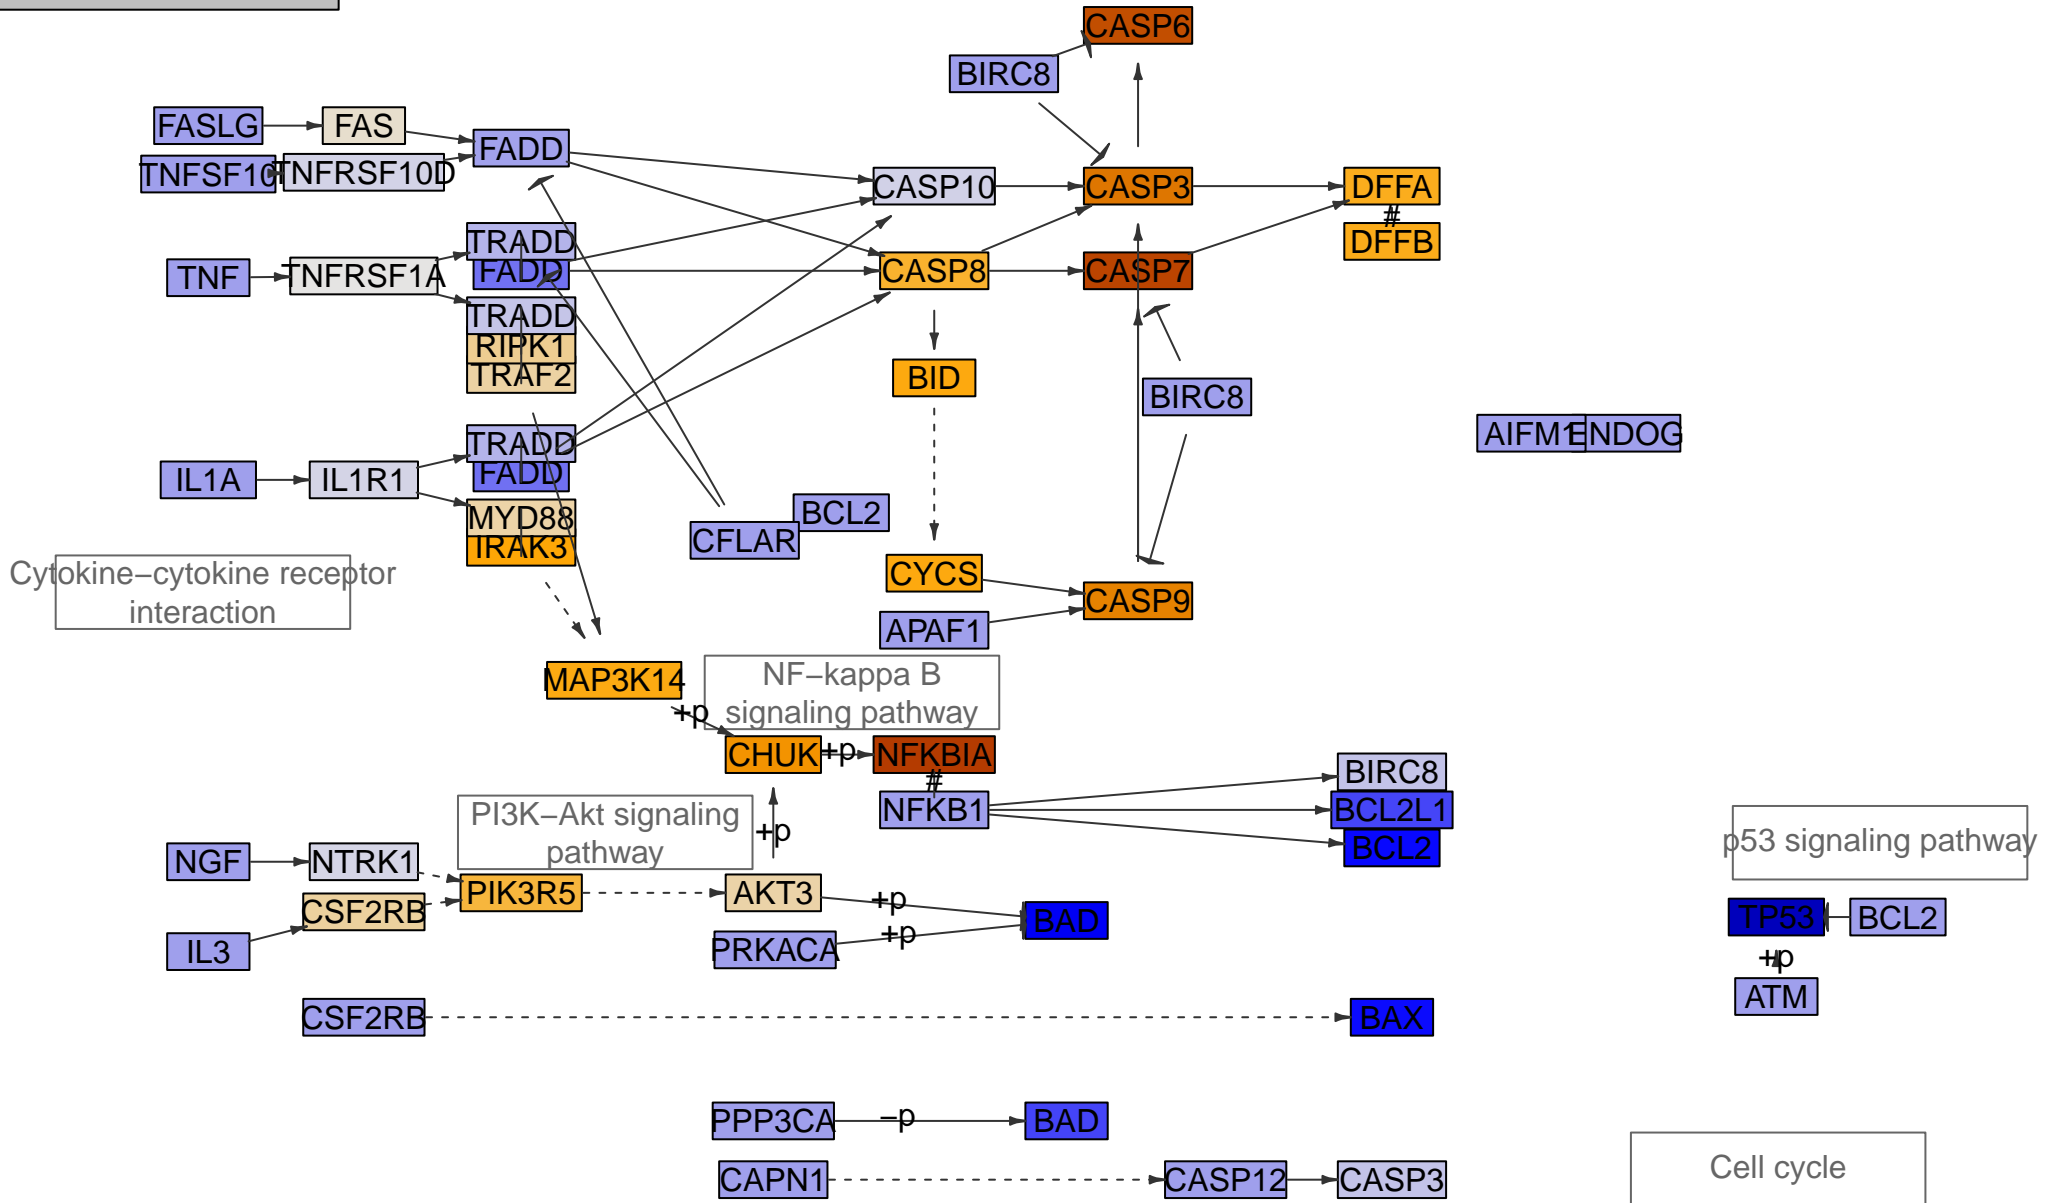 CASP6
BIRC8
FASLG
FAS
FADD
TNFSF10
TNFRSF10D
CASP10
CASP3
DFFA
#
DFFB
TRADD
FADD
TNF
TNFRSF1A
CASP8
CASP7
TRADD
RIPK1
TRAF2
BID
BIRC8
AIFM1
ENDOG
TRADD
FADD
IL1A
IL1R1
MYD88
IRAK3
BCL2
CFLAR
Cytokine−cytokine receptor
interaction
CYCS
CASP9
APAF1
MAP3K14
NF−kappa B
signaling pathway
+p
CHUK
+p
NFKBIA
#
NFKB1
BIRC8
BCL2L1
BCL2
PI3K−Akt signaling
pathway
+p
p53 signaling pathway
NGF
NTRK1
CSF2RB
PIK3R5
AKT3
+p
BAD
TP53
BCL2
IL3
PRKACA
+p
+p
ATM
CSF2RB
BAX
PPP3CA
−p
BAD
CAPN1
CASP12
CASP3
Cell cycle